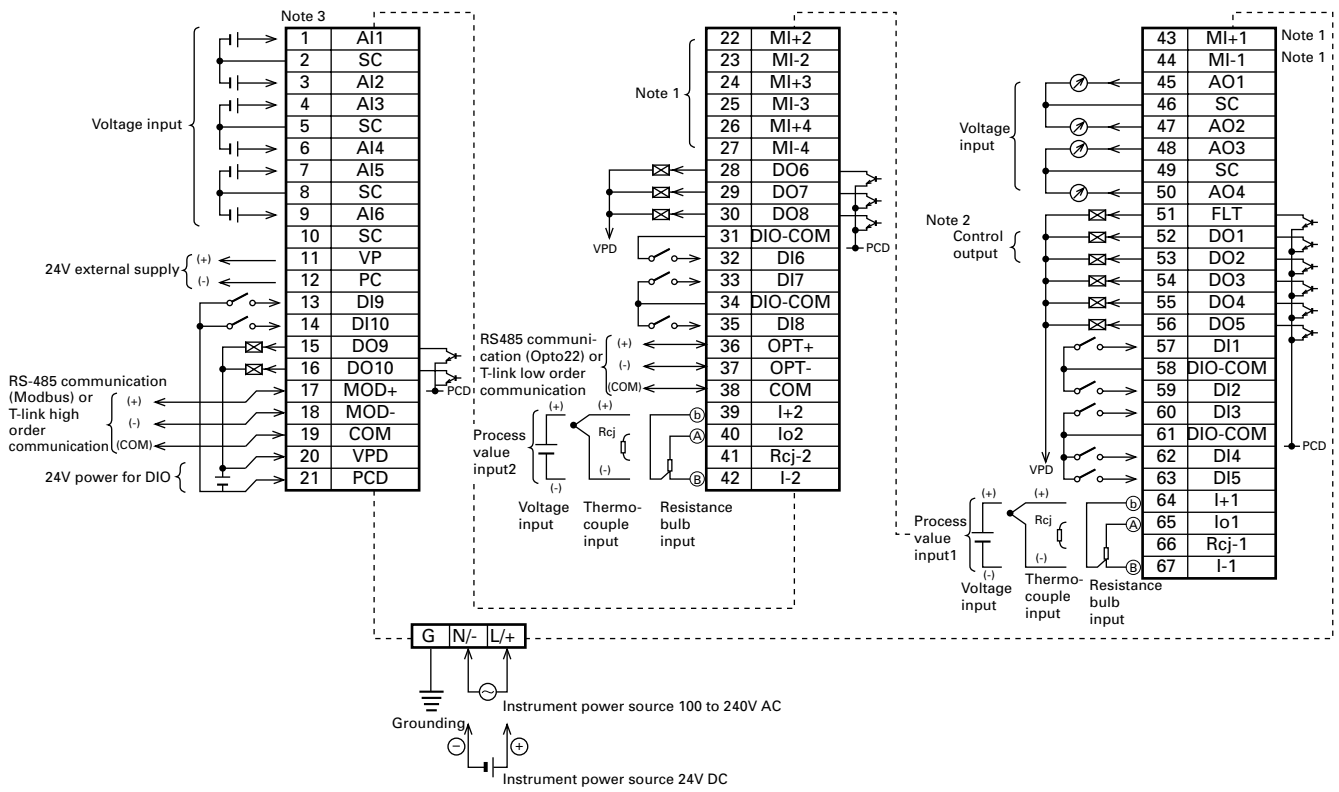 Note 3
1 AI1
2 SC
3 AI2
4 AI3
5 SC
6 AI4
7 AI5
8 SC
9 AI6
10 SC
11 VP
12 PC
13 DI9
14 DI10
15 DO9
16 DO10
17 MOD+
18 MOD-
19 COM
20 VPD
21 PCD
Voltage input
24V external supply
(+)
(-)
RS-485 communication
(Modbus) or
T-link high
order
communication
(+)
(-)
(COM)
24V power for DIO
PCD
22 MI+2
23 MI-2
24 MI+3
25 MI-3
26 MI+4
27 MI-4
28 DO6
29 DO7
30 DO8
31 DIO-COM
32 DI6
33 DI7
34 DIO-COM
35 DI8
36 OPT+
37 OPT-
38 COM
39 I+2
40 Io2
41 Rcj-2
42 I-2
Note 1
VPD
PCD
RS485 communi-
cation (Opto22) or
T-link low order
communication
(+)
(-)
(COM)
Process
value
input2
(+)
(-)
(+)
Rcj
(-)
b
A
B
Voltage
input
Thermo-
couple
input
Resistance
bulb
input
43 MI+1 Note 1
44 MI-1 Note 1
45 AO1
46 SC
47 AO2
48 AO3
49 SC
50 AO4
51 FLT
52 DO1
53 DO2
54 DO3
55 DO4
56 DO5
57 DI1
58 DIO-COM
59 DI2
60 DI3
61 DIO-COM
62 DI4
63 DI5
64 I+1
65 Io1
66 Rcj-1
67 I-1
Voltage
input
Note 2
Control
output
VPD
PCD
Process
value
input1
(+)
(-)
(+)
Rcj
(-)
b
A
B
Voltage
input
Thermo-
couple
input
Resistance
bulb
input
G N/- L/+
Grounding
Instrument power source 100 to 240V AC
Instrument power source 24V DC